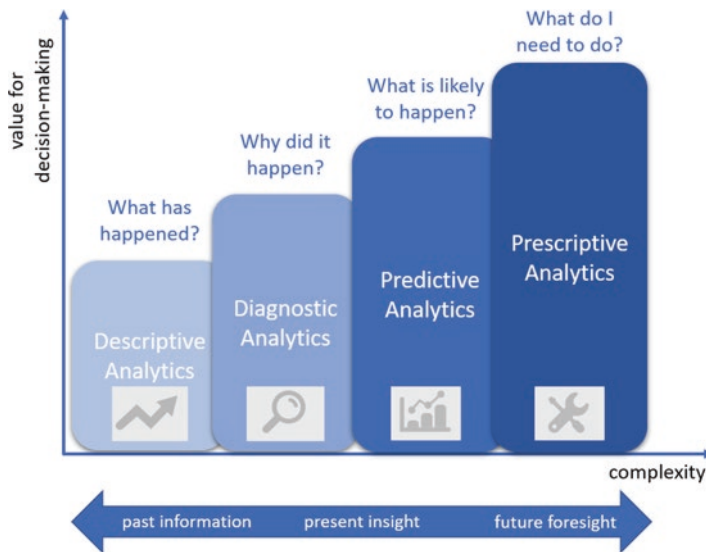 value for
decision-making
What has
happened?
Why did it
happen?
What is likely
to happen?
What do I
need to do?
Descriptive
Analytics
Diagnostic
Analytics
Predictive
Analytics
Prescriptive
Analytics
complexity
past information
present insight
future foresight